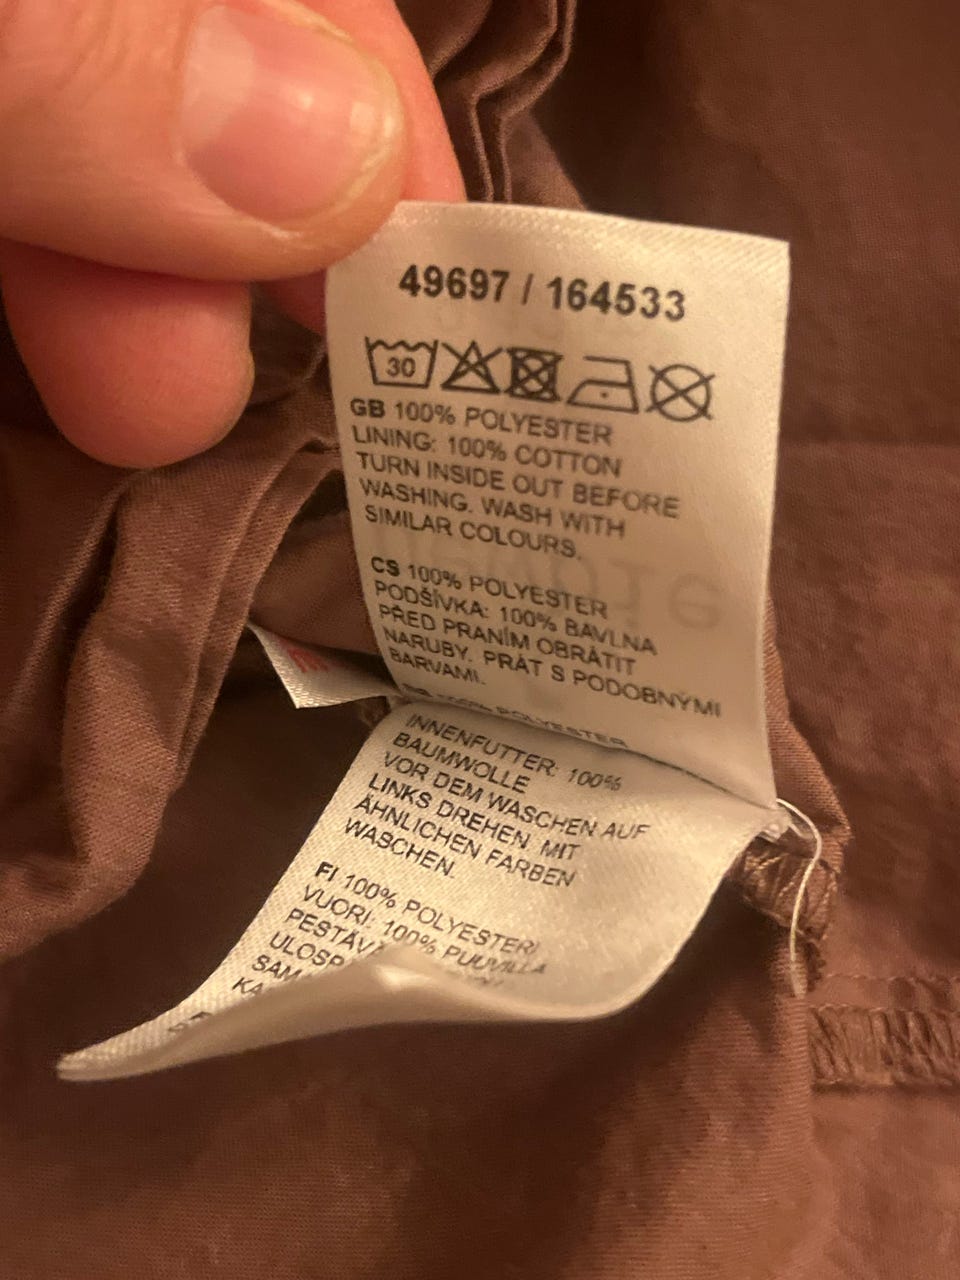 49697 / 164533
30
GB 100% POLYESTER
LINING: 100% COTTON
TURN INSIDE OUT BEFORE
WASHING. WASH WITH
SIMILAR COLOURS.
CS 100% POLYESTER
PODŠÍVKA: 100% BAVLNA
PŘED PRANÍM OBRÁTIT
NARUBY. PRÁT S PODOBNÝMI
BARVAMI.
100% POLYESTER
INNENFUTTER: 100%
BAUMWOLLE
VOR DEM WASCHEN AUF
LINKS DREHEN. MIT
ÄHNLICHEN FARBEN
WASCHEN.
FI 100% POLYESTERI
VUORI: 100% PUUVILLA